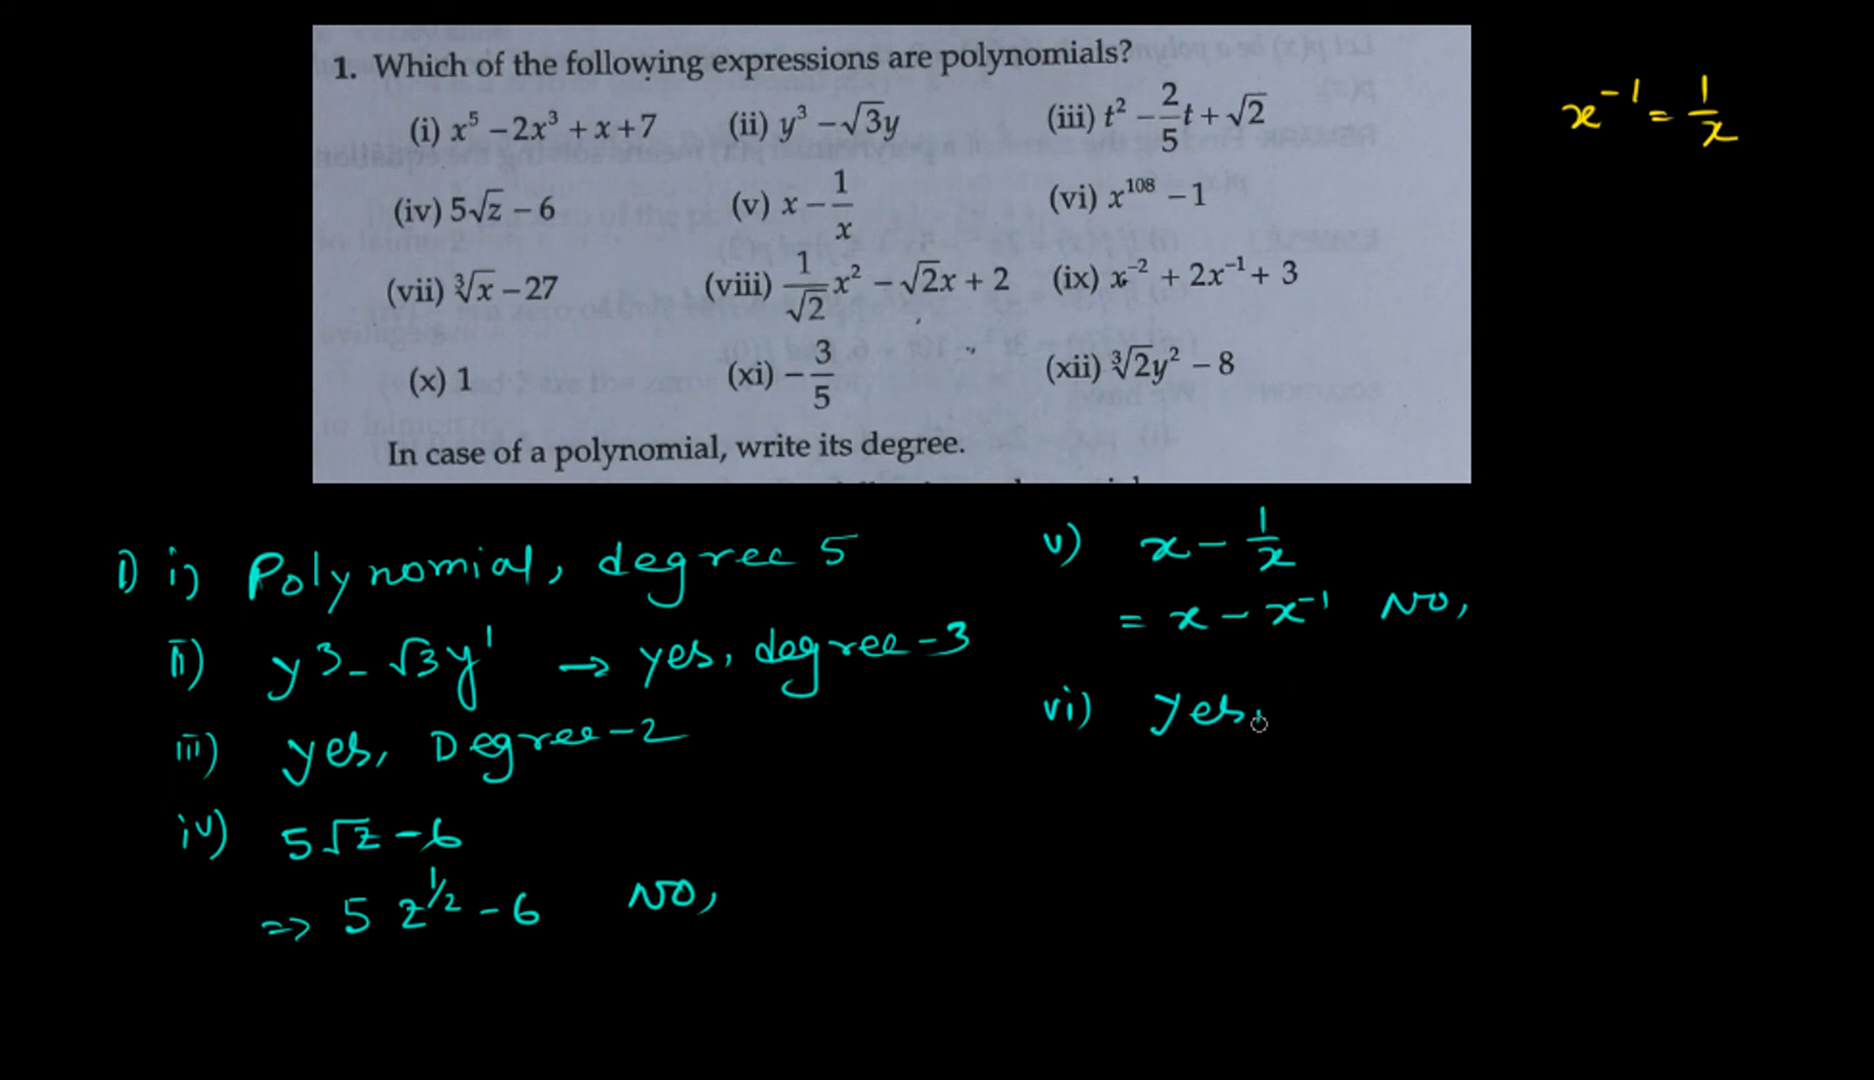 1. Which of the following expressions are polynomials?
(i) x⁵ − 2x³ + x + 7 (ii) y³ − √3y (iii) t² − 2/5 t + √2
(iv) 5√z − 6 (v) x − 1/x (vi) x¹⁰⁸ − 1
(vii) ∛x − 27 (viii) 1/√2 x² − √2x + 2 (ix) x⁻² + 2x⁻¹ + 3
(x) 1 (xi) − 3/5 (xii) ∛2y² − 8
In case of a polynomial, write its degree.
x⁻¹ = 1/x
1) i) Polynomial, degree 5
ii) y³ − √3y¹ → yes, degree-3
iii) yes, Degree-2
iv) 5√z − 6
=> 5 z^1/2 − 6 No,
v) x − 1/x
= x − x⁻¹ No,
vi) yes,